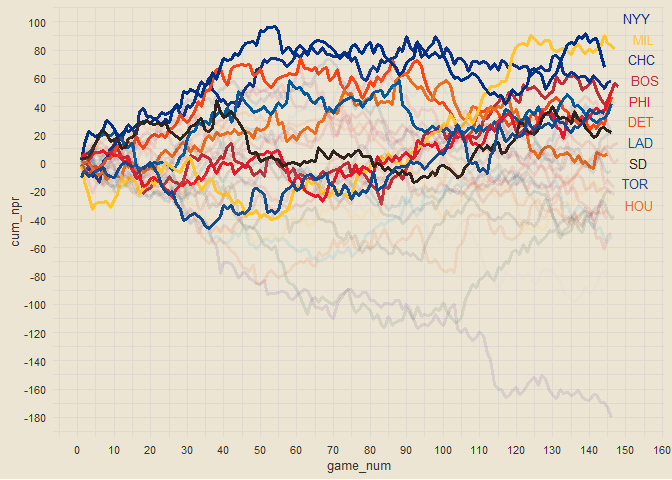 100
80
60
40
20
0
-20
-40
-60
-80
-100
-120
-140
-160
-180
cum_npr
0 10 20 30 40 50 60 70 80 90 100 110 120 130 140 150 160
game_num
NYY
MIL
CHC
BOS
PHI
DET
LAD
SD
TOR
HOU